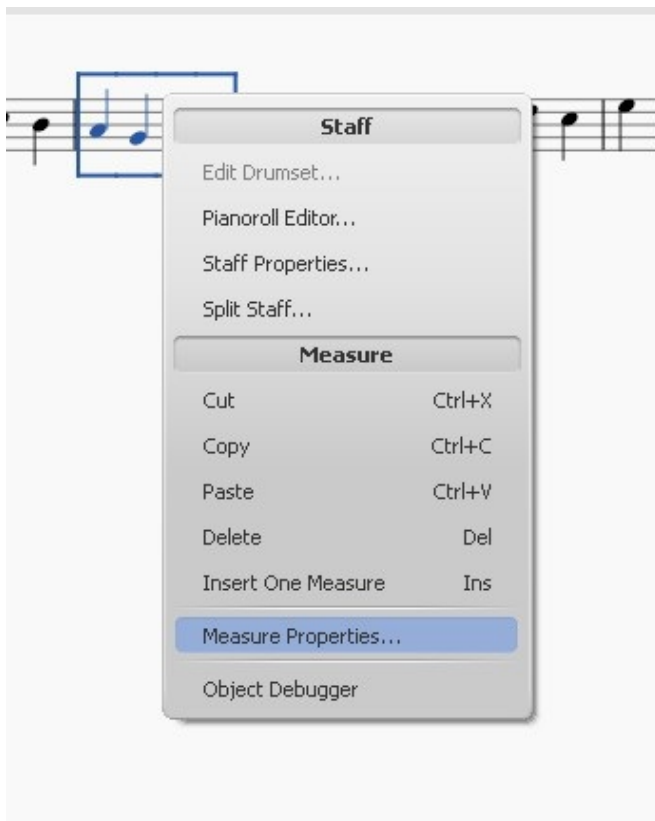 Staff
Edit Drumset...
Pianoroll Editor...
Staff Properties...
Split Staff...
Measure
Cut Ctrl+X
Copy Ctrl+C
Paste Ctrl+V
Delete Del
Insert One Measure Ins
Measure Properties...
Object Debugger